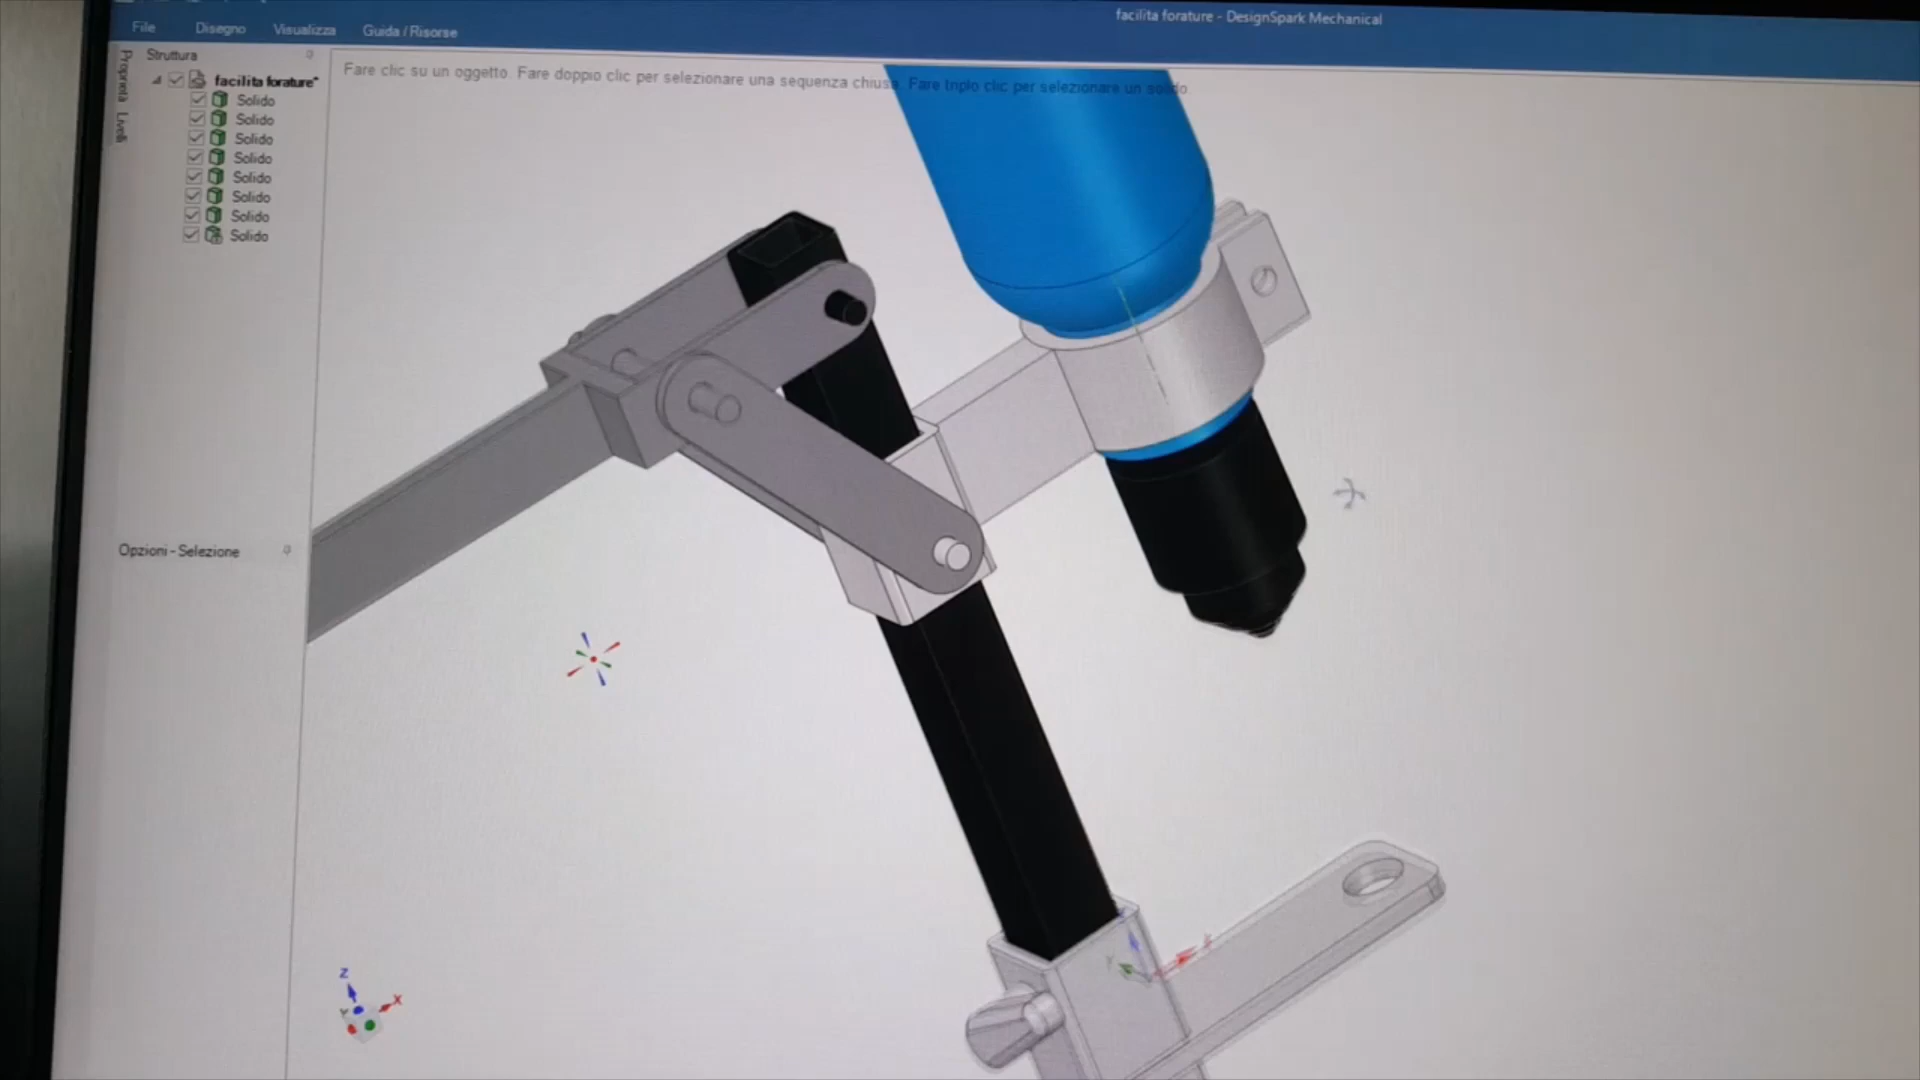 facilita forature - DesignSpark Mechanical
File Disegno Visualizza Guida / Risorse
Struttura
Proprietà Livelli
Fare clic su un oggetto. Fare doppio clic per selezionare una sequenza chiusa. Fare triplo clic per selezionare un solido.
facilita forature*
Solido
Solido
Solido
Solido
Solido
Solido
Solido
Solido
Opzioni - Selezione
Z
Y
X
Y
X